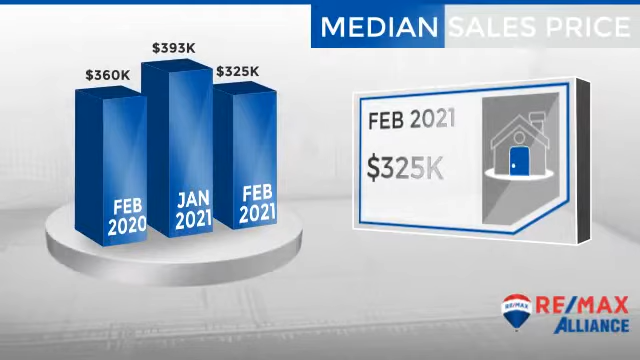 MEDIAN SALES PRICE
$360K
$393K
$325K
FEB
2020
JAN
2021
FEB
2021
FEB 2021
$325K
RE/MAX
RE/MAX
ALLIANCE